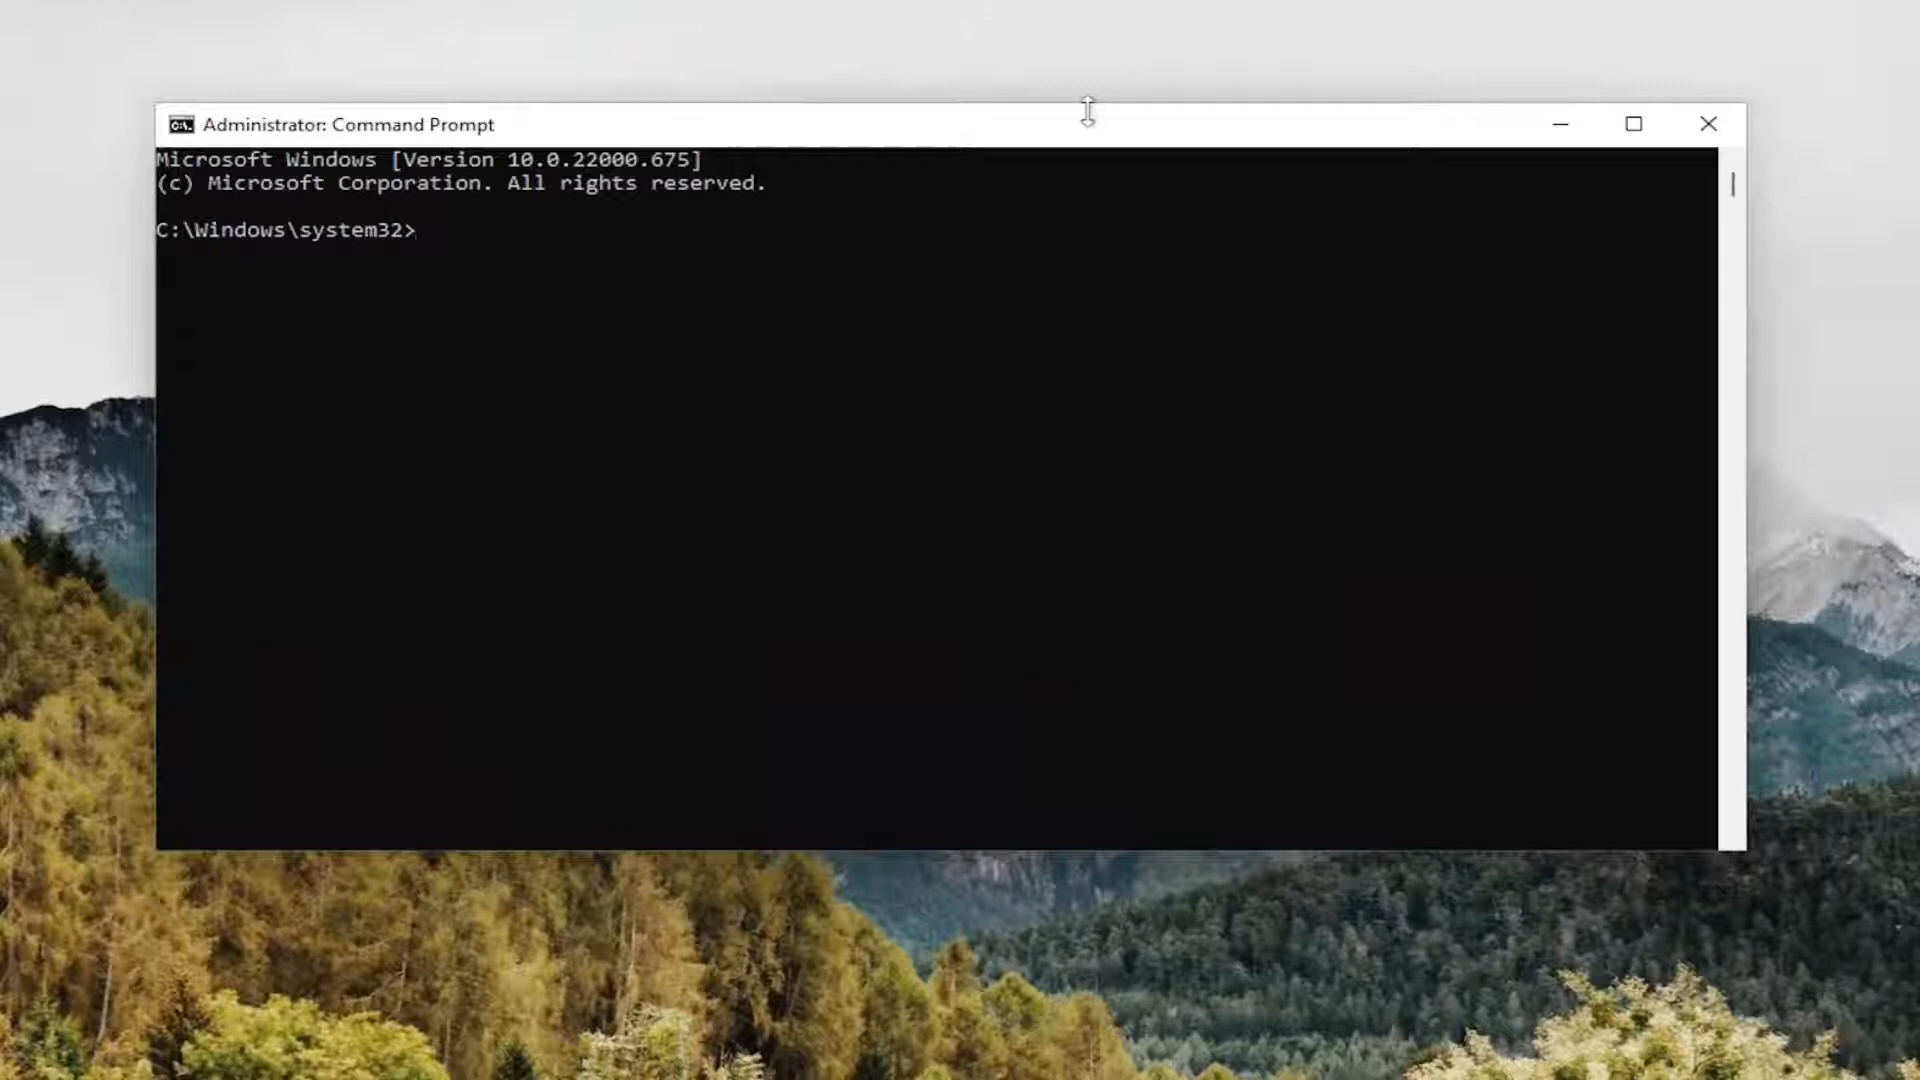 Administrator: Command Prompt
Microsoft Windows [Version 10.0.22000.675]
(c) Microsoft Corporation. All rights reserved.
C:\Windows\system32>